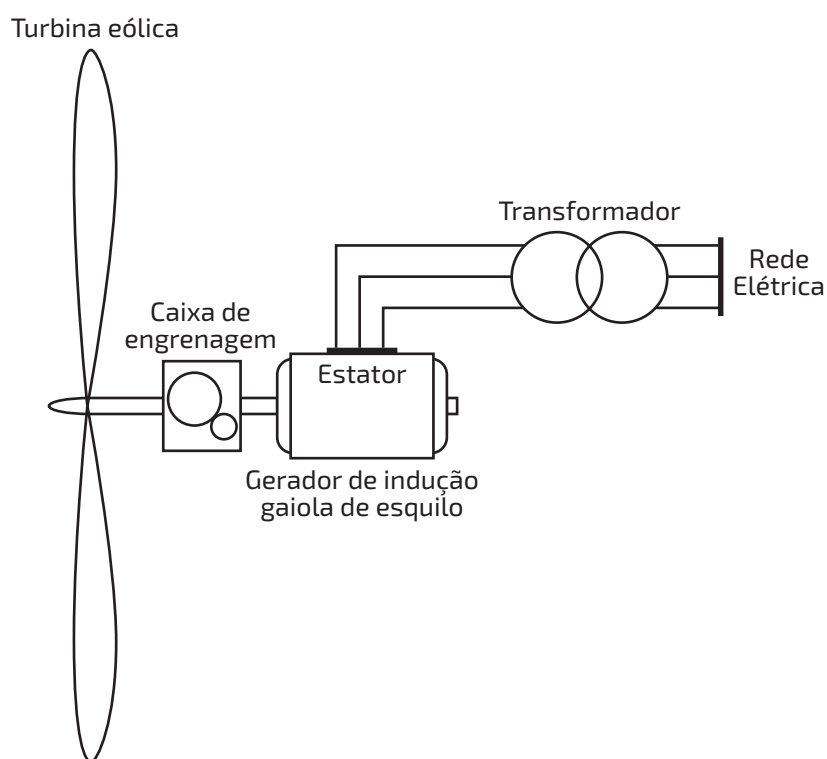 Turbina eólica
Transformador
Rede
Elétrica
Caixa de
engrenagem
Estator
Gerador de indução
gaiola de esquilo